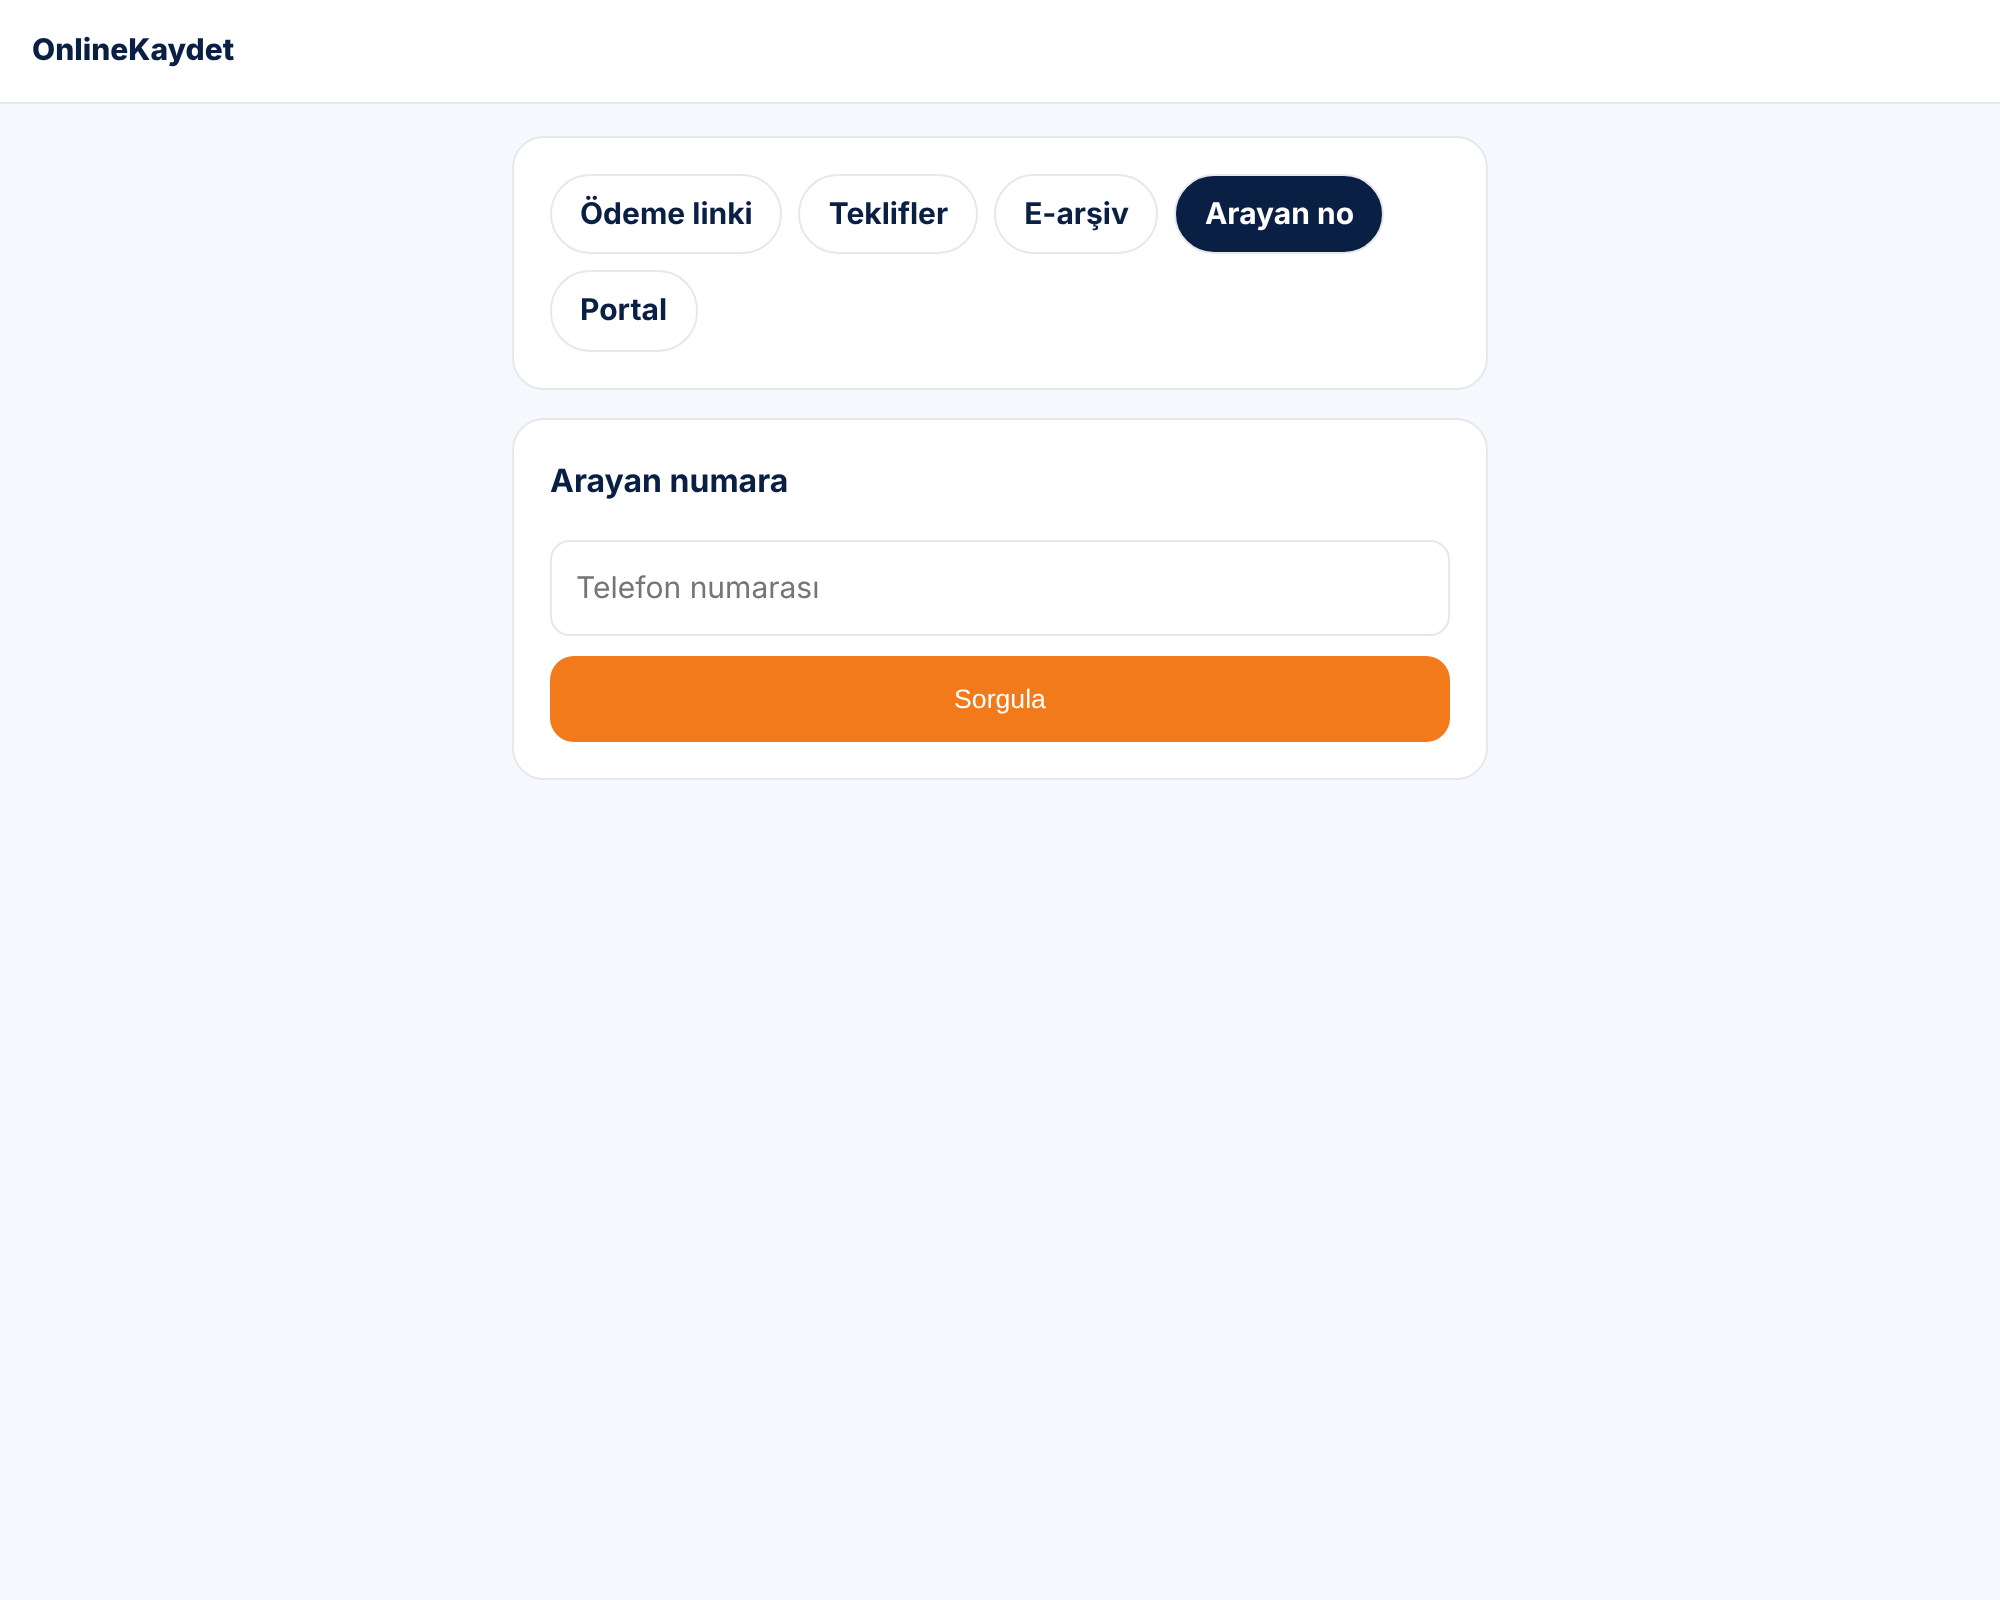 OnlineKaydet
Ödeme linki Teklifler E-arşiv Arayan no
Portal
Arayan numara
Telefon numarası
Sorgula